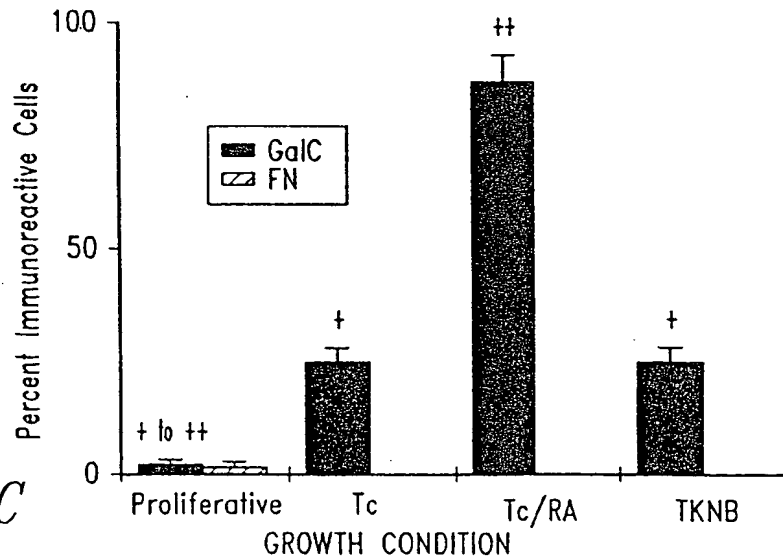 100
++
Percent Immunoreactive Cells
GalC
FN
50
+
+
+ to ++
0
C
Proliferative
Tc
Tc/RA
TKNB
GROWTH CONDITION